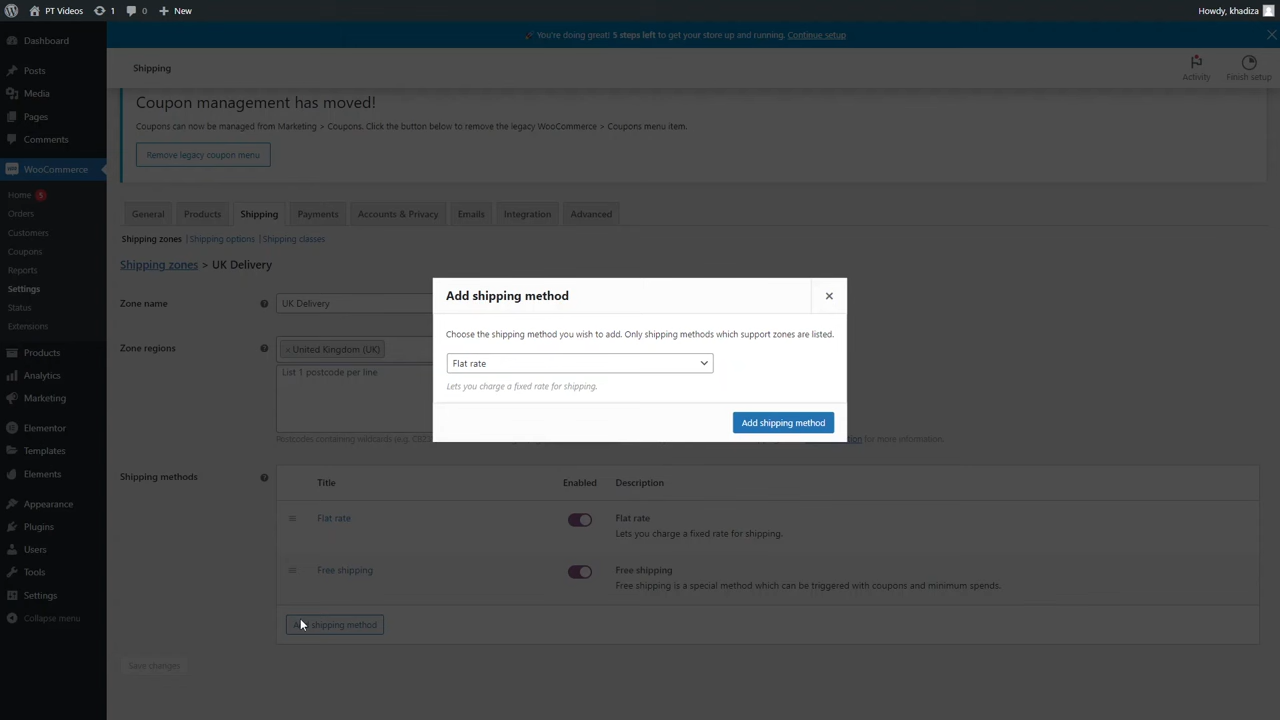 PT Videos
1
0
New
Howdy, khadiza
🚀 You're doing great! 5 steps left to get your store up and running. Continue setup
Dashboard
Posts
Media
Pages
Comments
WooCommerce
Home 5
Orders
Customers
Coupons
Reports
Settings
Status
Extensions
Products
Analytics
Marketing
Elementor
Templates
Elements
Appearance
Plugins
Users
Tools
Settings
Collapse menu
Shipping
Activity
Finish setup
Coupon management has moved!
Coupons can now be managed from Marketing > Coupons. Click the button below to remove the legacy WooCommerce > Coupons menu item.
Remove legacy coupon menu
General Products Shipping Payments Accounts & Privacy Emails Integration Advanced
Shipping zones | Shipping options | Shipping classes
Shipping zones > UK Delivery
Zone name
UK Delivery
Zone regions
× United Kingdom (UK)
List 1 postcode per line
Postcodes containing wildcards (e.g.
for more information.
Add shipping method
Choose the shipping method you wish to add. Only shipping methods which support zones are listed.
Flat rate
Lets you charge a fixed rate for shipping.
Add shipping method
Shipping methods
Title Enabled Description
Flat rate
Flat rate
Lets you charge a fixed rate for shipping.
Free shipping
Free shipping
Free shipping is a special method which can be triggered with coupons and minimum spends.
Add shipping method
Save changes